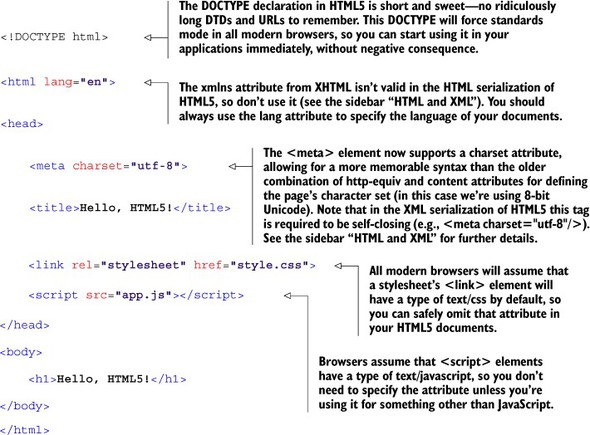 The DOCTYPE declaration in HTML5 is short and sweet—no ridiculously
long DTDs and URLs to remember. This DOCTYPE will force standards
mode in all modern browsers, so you can start using it in your
applications immediately, without negative consequence.
<!DOCTYPE html>
<html lang="en">
The xmlns attribute from XHTML isn’t valid in the HTML serialization of
HTML5, so don’t use it (see the sidebar “HTML and XML”). You should
always use the lang attribute to specify the language of your documents.
<head>
<meta charset="utf-8">
The <meta> element now supports a charset attribute,
allowing for a more memorable syntax than the older
combination of http-equiv and content attributes for defining
the page’s character set (in this case we’re using 8-bit
Unicode). Note that in the XML serialization of HTML5 this tag
is required to be self-closing (e.g., <meta charset="utf-8"/>).
See the sidebar “HTML and XML” for further details.
<title>Hello, HTML5!</title>
<link rel="stylesheet" href="style.css">
All modern browsers will assume that
a stylesheet’s <link> element will
have a type of text/css by default, so
you can safely omit that attribute in
your HTML5 documents.
<script src="app.js"></script>
Browsers assume that <script> elements
have a type of text/javascript, so you don’t
need to specify the attribute unless you’re
using it for something other than JavaScript.
</head>
<body>
<h1>Hello, HTML5!</h1>
</body>
</html>